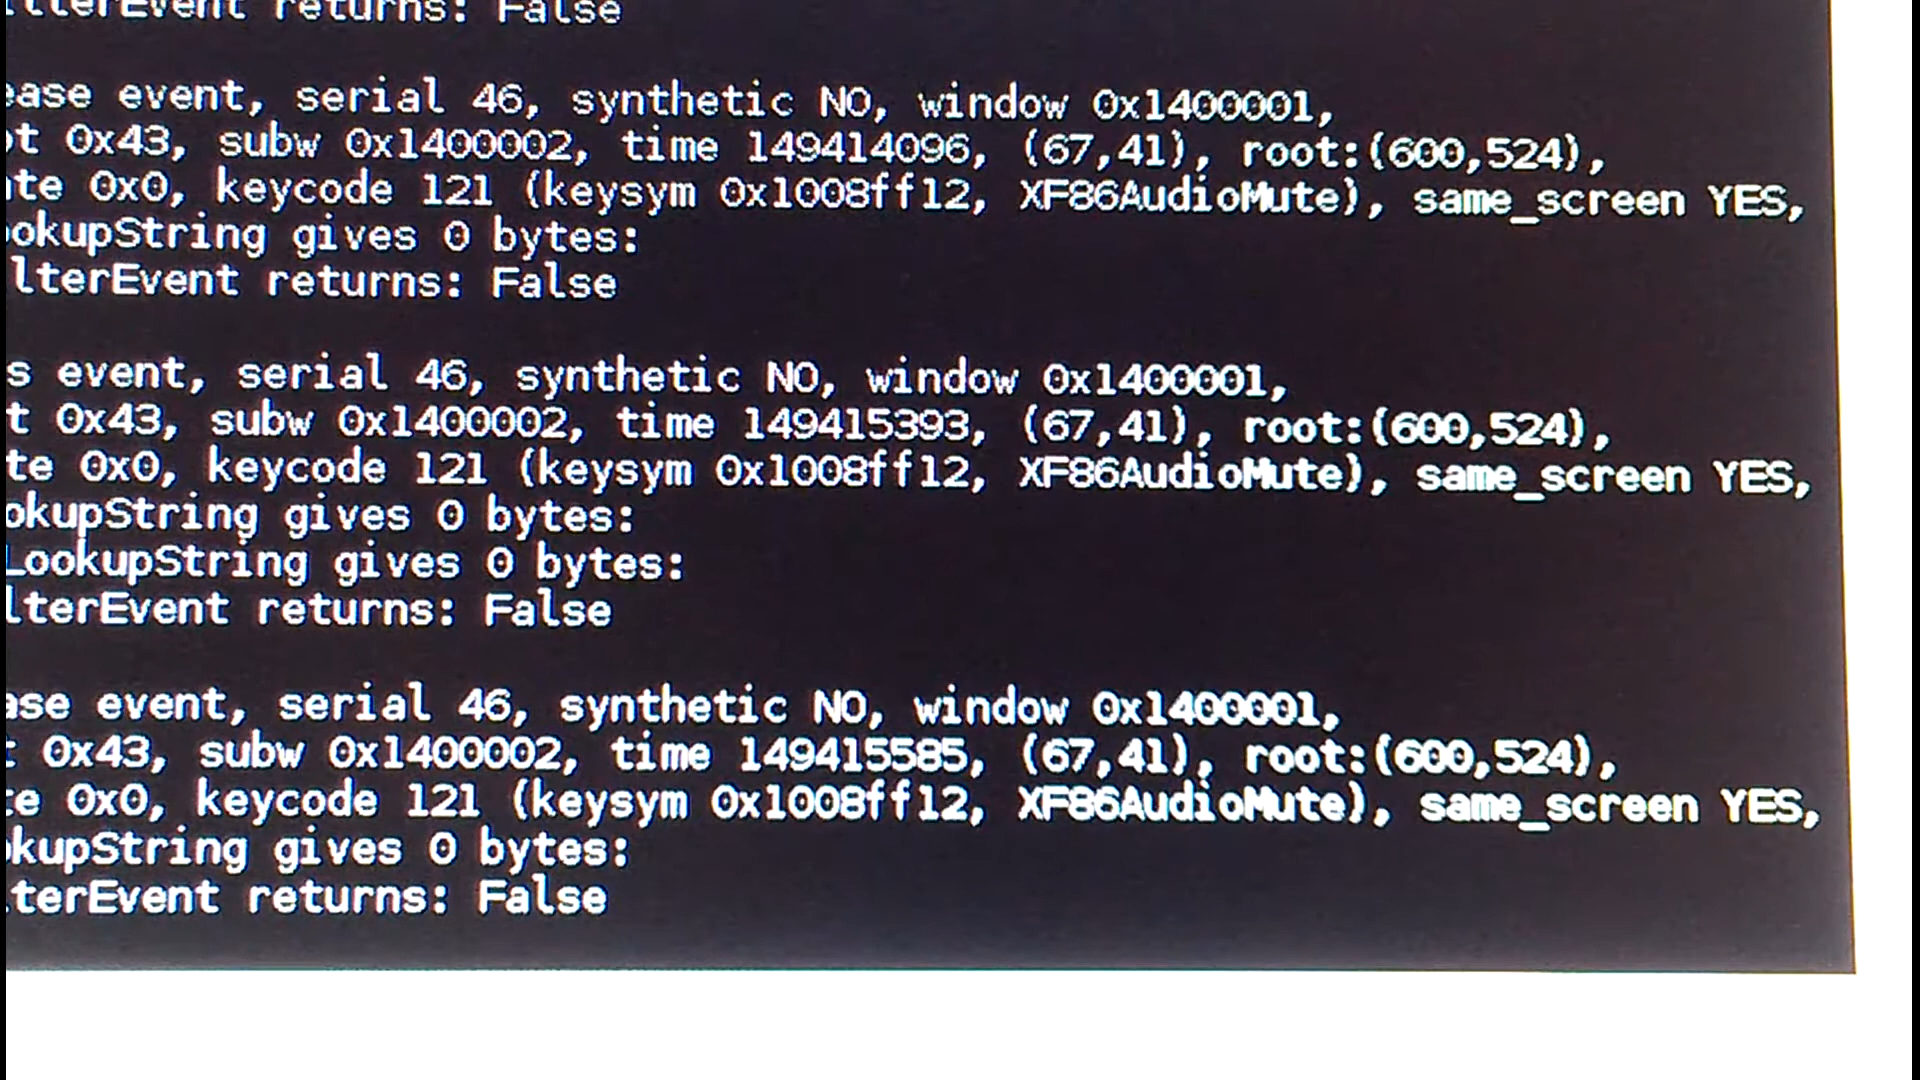 lterEvent returns: False
ease event, serial 46, synthetic NO, window 0x1400001,
ot 0x43, subw 0x1400002, time 149414096, (67,41), root:(600,524),
ate 0x0, keycode 121 (keysym 0x1008ff12, XF86AudioMute), same_screen YES,
ookupString gives 0 bytes:
lterEvent returns: False
s event, serial 46, synthetic NO, window 0x1400001,
t 0x43, subw 0x1400002, time 149415393, (67,41), root:(600,524),
te 0x0, keycode 121 (keysym 0x1008ff12, XF86AudioMute), same_screen YES,
okupString gives 0 bytes:
LookupString gives 0 bytes:
lterEvent returns: False
ase event, serial 46, synthetic NO, window 0x1400001,
t 0x43, subw 0x1400002, time 149415585, (67,41), root:(600,524),
te 0x0, keycode 121 (keysym 0x1008ff12, XF86AudioMute), same_screen YES,
okupString gives 0 bytes:
terEvent returns: False